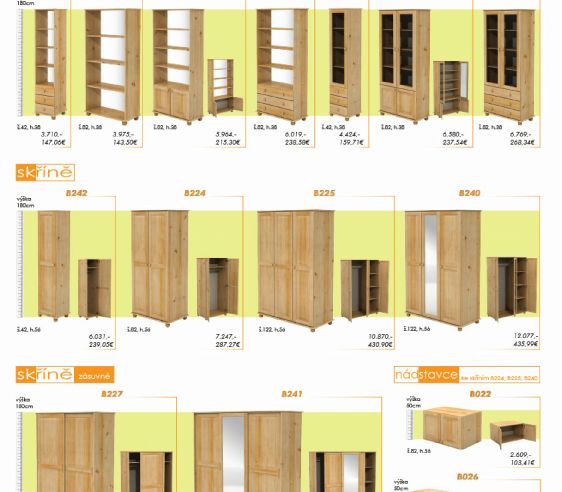 180cm
š.42, h.38
3.710,-
147,06€
š.82, h.38
3.975,-
143,50€
š.82, h.38
5.964,-
215,30€
š.82, h.38
6.019,-
238,58€
š.42, h.38
4.424,-
159,71€
š.82, h.38
6.580,-
237,54€
š.82, h.38
6.769,-
268,34€
skříně
výška
180cm
B242
B224
B225
B240
š.42, h.56
6.031,-
239,05€
š.82, h.56
7.247,-
287,27€
š.122, h.56
10.870,-
430,90€
š.122, h.56
12.077,-
435,99€
skříně zásuvné
nádstavce ke skříním B224, B225, B240
výška
180cm
B227
B241
výška
50cm
B022
š.82, h.56
2.609,-
103,41€
B026
výška
50cm